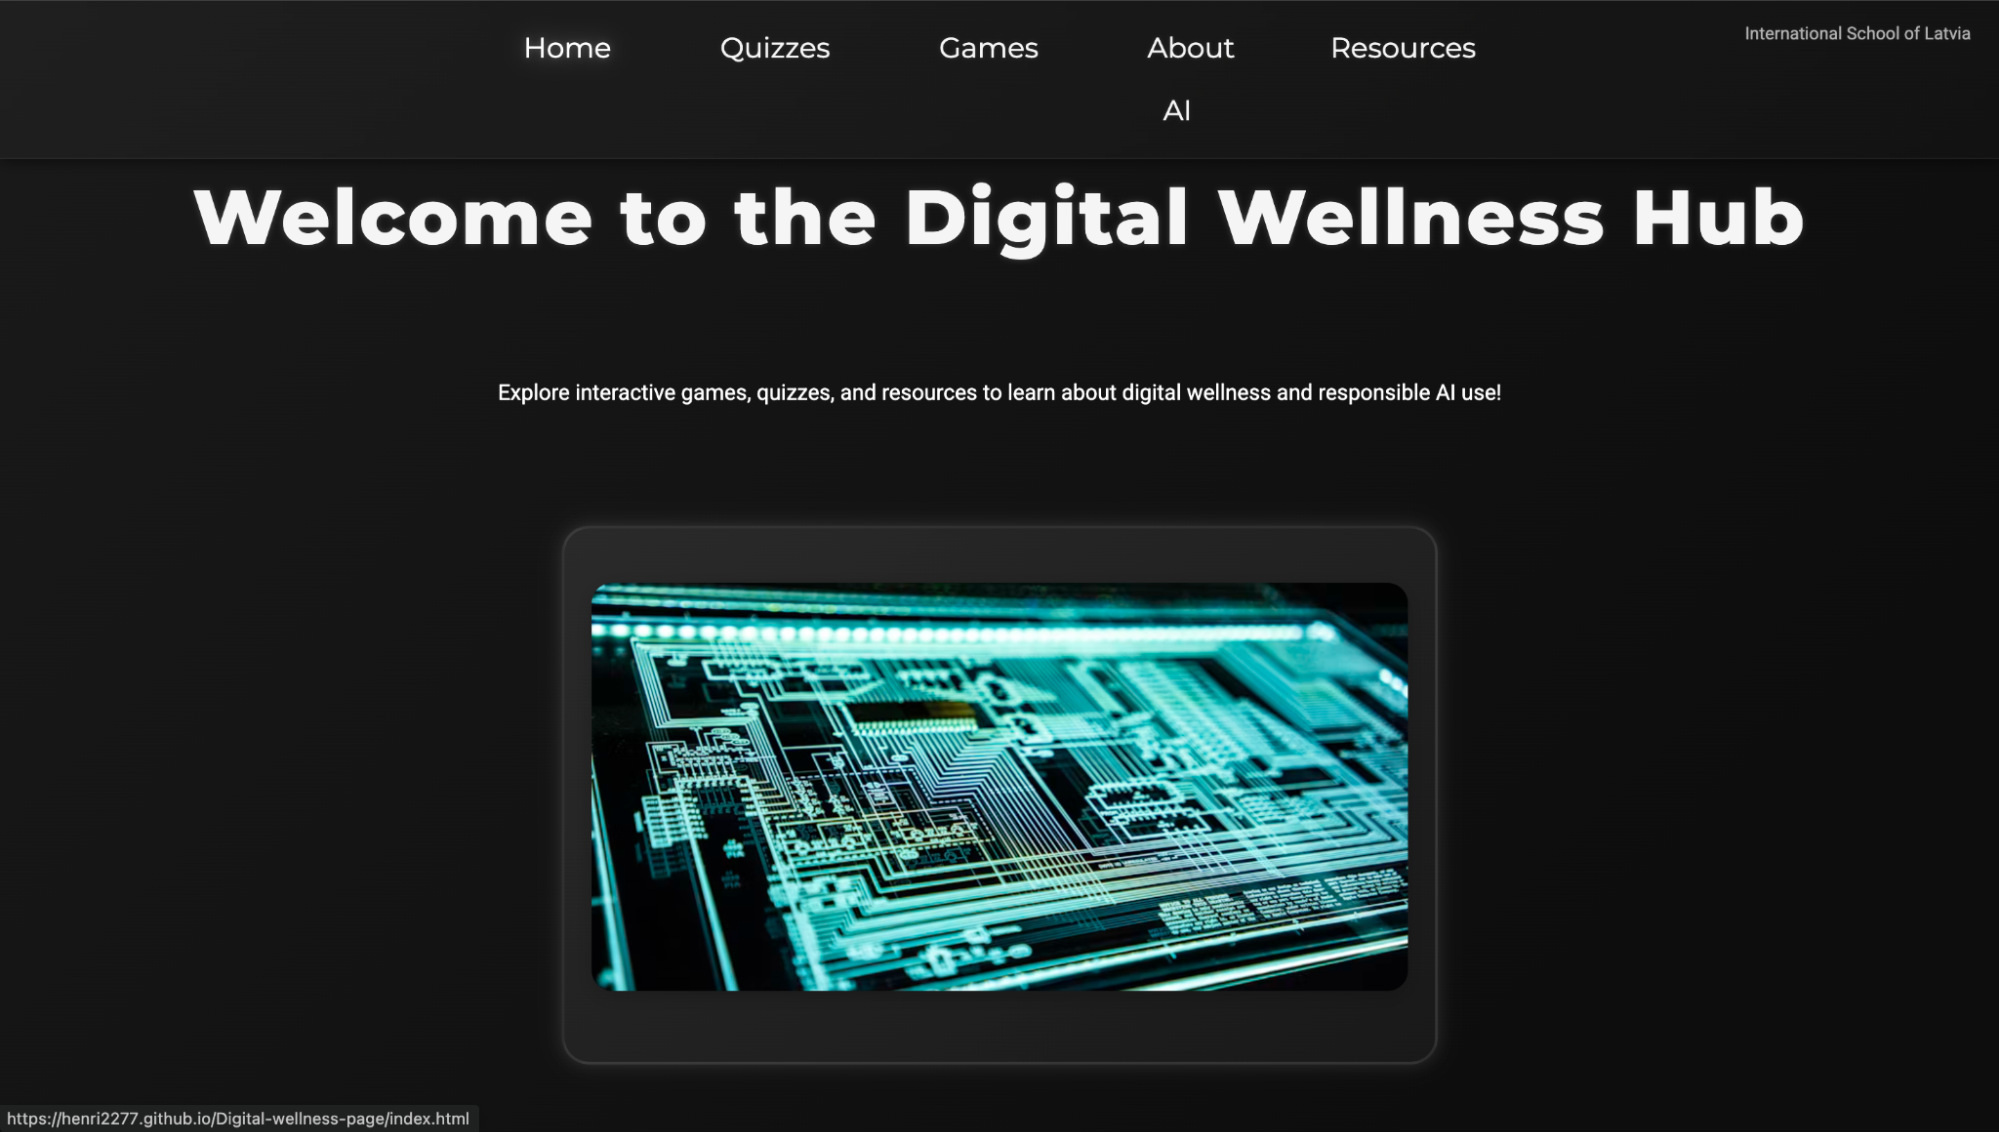 Home Quizzes Games About Resources
AI
International School of Latvia
Welcome to the Digital Wellness Hub
Explore interactive games, quizzes, and resources to learn about digital wellness and responsible AI use!
https://henri2277.github.io/Digital-wellness-page/index.html